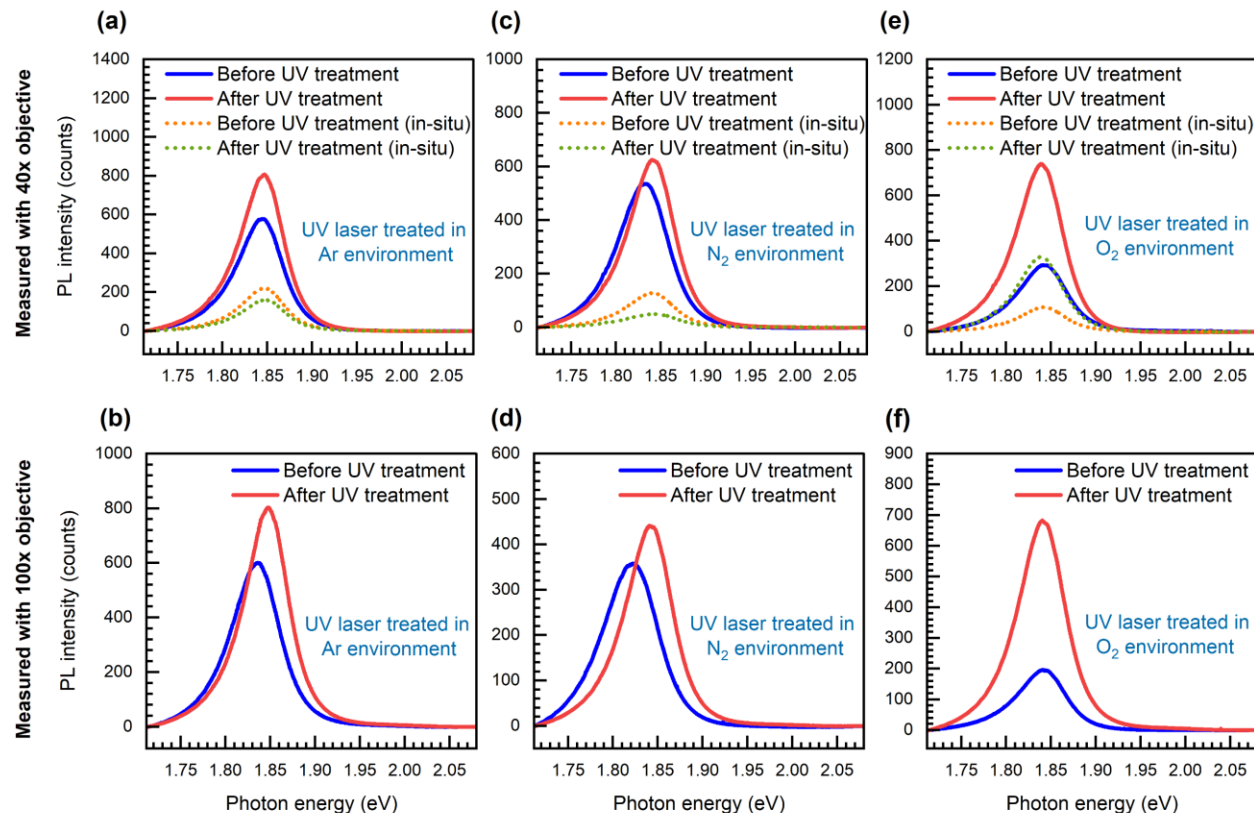 (a)
Measured with 40x objective
PL intensity (counts)
1400
1200
1000
800
600
400
200
0
Before UV treatment
After UV treatment
Before UV treatment (in-situ)
After UV treatment (in-situ)
UV laser treated in
Ar environment
1.75 1.80 1.85 1.90 1.95 2.00 2.05
(c)
1000
800
600
400
200
0
Before UV treatment
After UV treatment
Before UV treatment (in-situ)
After UV treatment (in-situ)
UV laser treated in
N2 environment
1.75 1.80 1.85 1.90 1.95 2.00 2.05
(e)
1200
1000
800
600
400
200
0
Before UV treatment
After UV treatment
Before UV treatment (in-situ)
After UV treatment (in-situ)
UV laser treated in
O2 environment
1.75 1.80 1.85 1.90 1.95 2.00 2.05
(b)
Measured with 100x objective
PL intensity (counts)
1000
800
600
400
200
0
Before UV treatment
After UV treatment
UV laser treated in
Ar environment
1.75 1.80 1.85 1.90 1.95 2.00 2.05
Photon energy (eV)
(d)
600
500
400
300
200
100
0
Before UV treatment
After UV treatment
UV laser treated in
N2 environment
1.75 1.80 1.85 1.90 1.95 2.00 2.05
Photon energy (eV)
(f)
900
800
700
600
500
400
300
200
100
0
Before UV treatment
After UV treatment
UV laser treated in
O2 environment
1.75 1.80 1.85 1.90 1.95 2.00 2.05
Photon energy (eV)